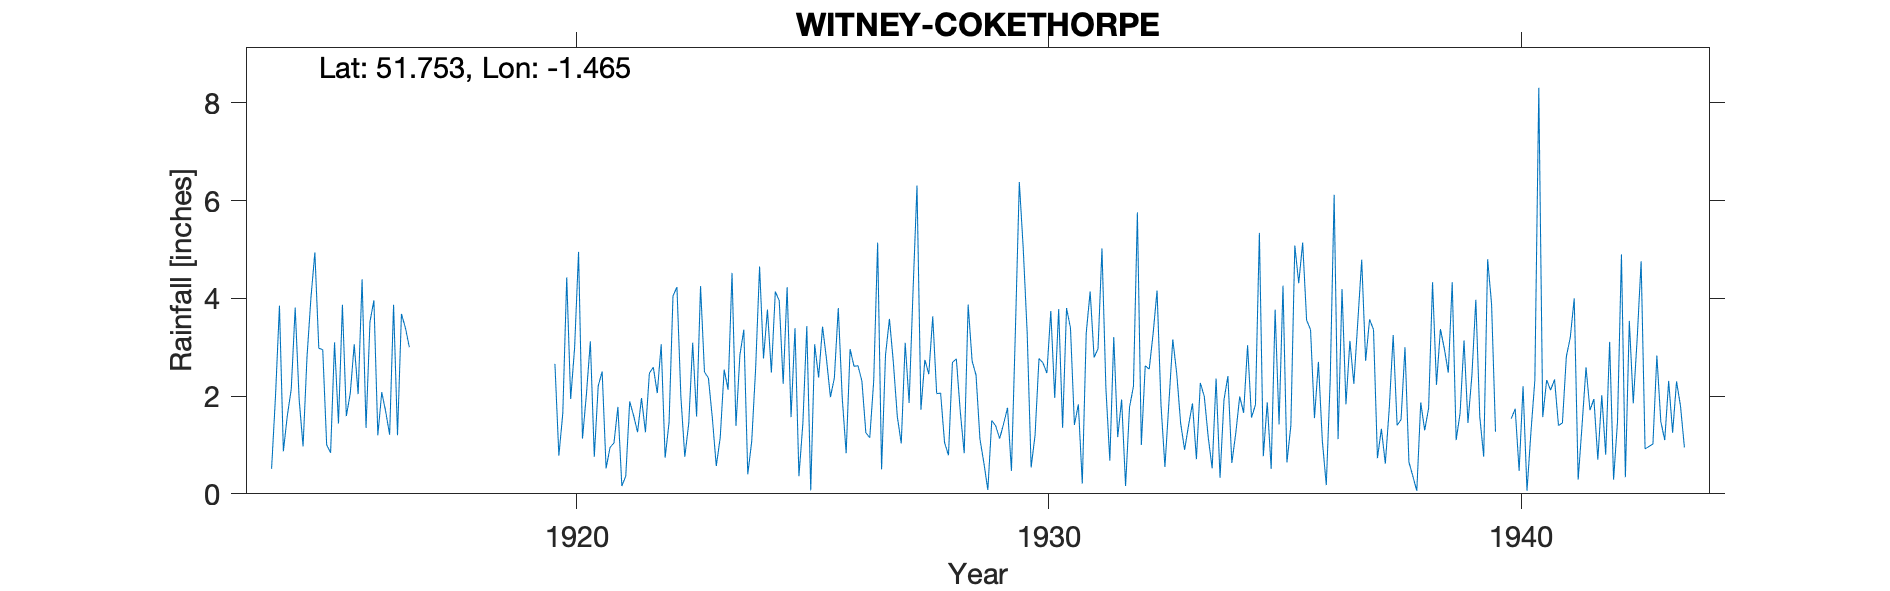 WITNEY-COKETHORPE
Lat: 51.753, Lon: -1.465
8
6
4
2
0
Rainfall [inches]
1920 1930 1940
Year